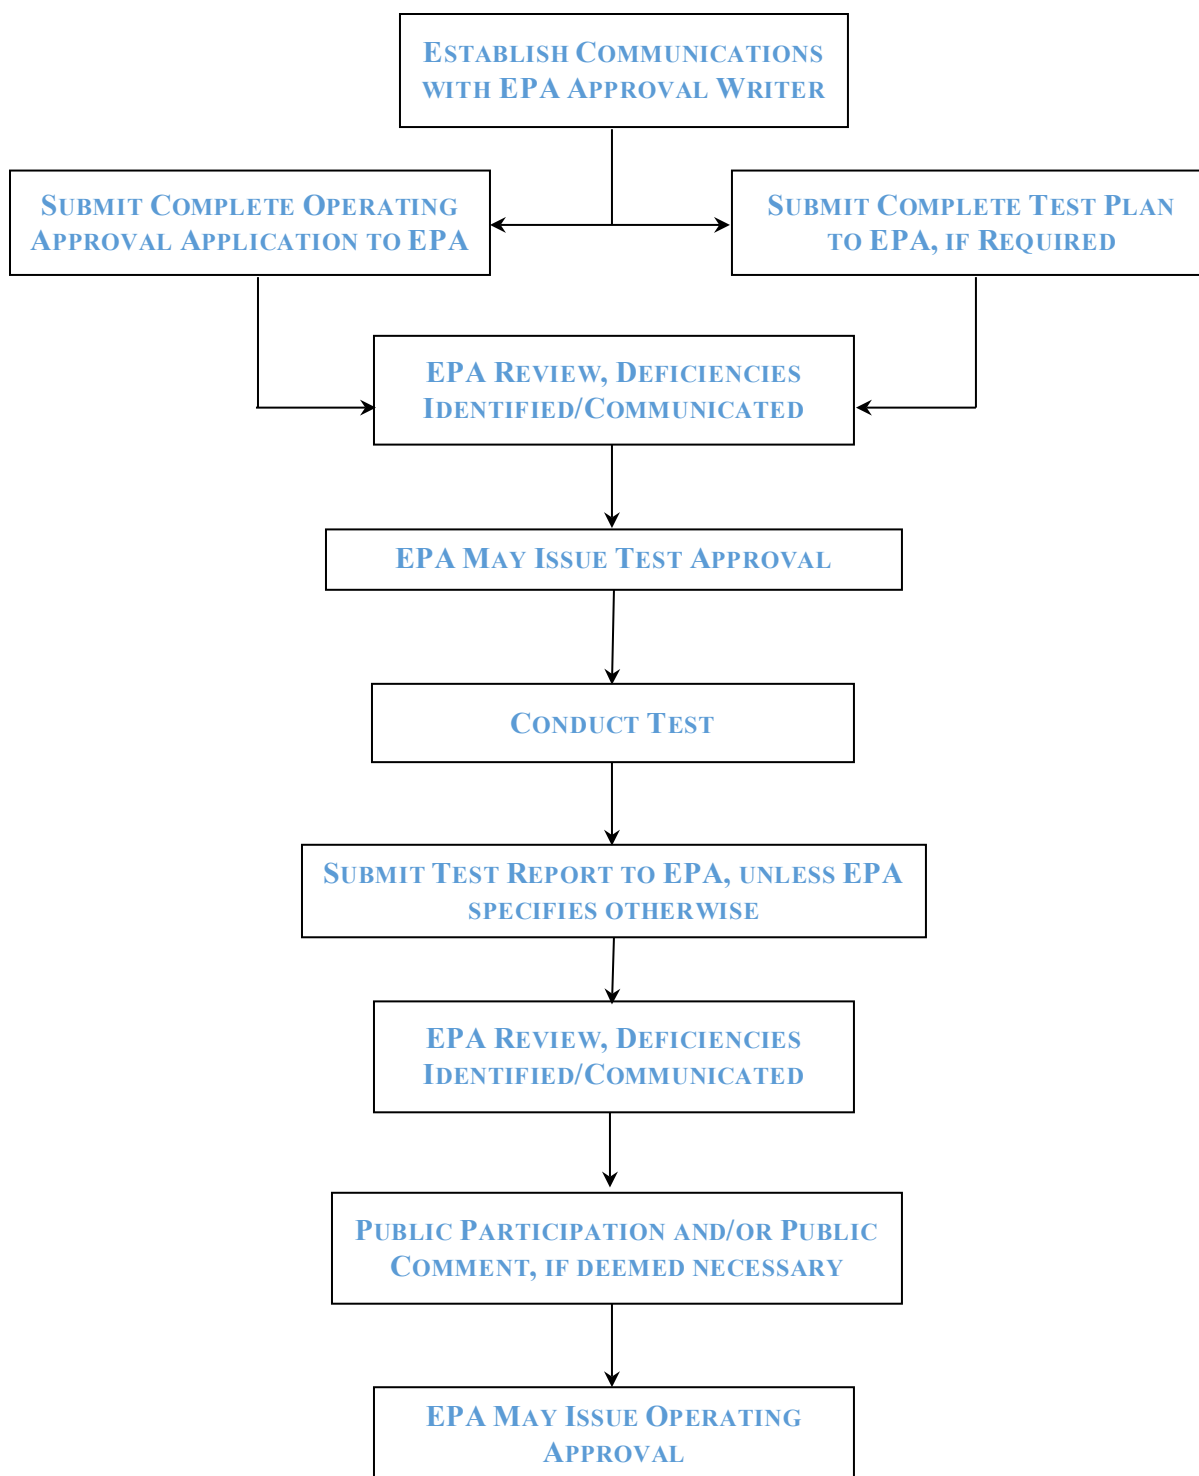 ESTABLISH COMMUNICATIONS
WITH EPA APPROVAL WRITER
SUBMIT COMPLETE OPERATING
APPROVAL APPLICATION TO EPA
SUBMIT COMPLETE TEST PLAN
TO EPA, IF REQUIRED
EPA REVIEW, DEFICIENCIES
IDENTIFIED/COMMUNICATED
EPA MAY ISSUE TEST APPROVAL
CONDUCT TEST
SUBMIT TEST REPORT TO EPA, UNLESS EPA
SPECIFIES OTHERWISE
EPA REVIEW, DEFICIENCIES
IDENTIFIED/COMMUNICATED
PUBLIC PARTICIPATION AND/OR PUBLIC
COMMENT, IF DEEMED NECESSARY
EPA MAY ISSUE OPERATING
APPROVAL